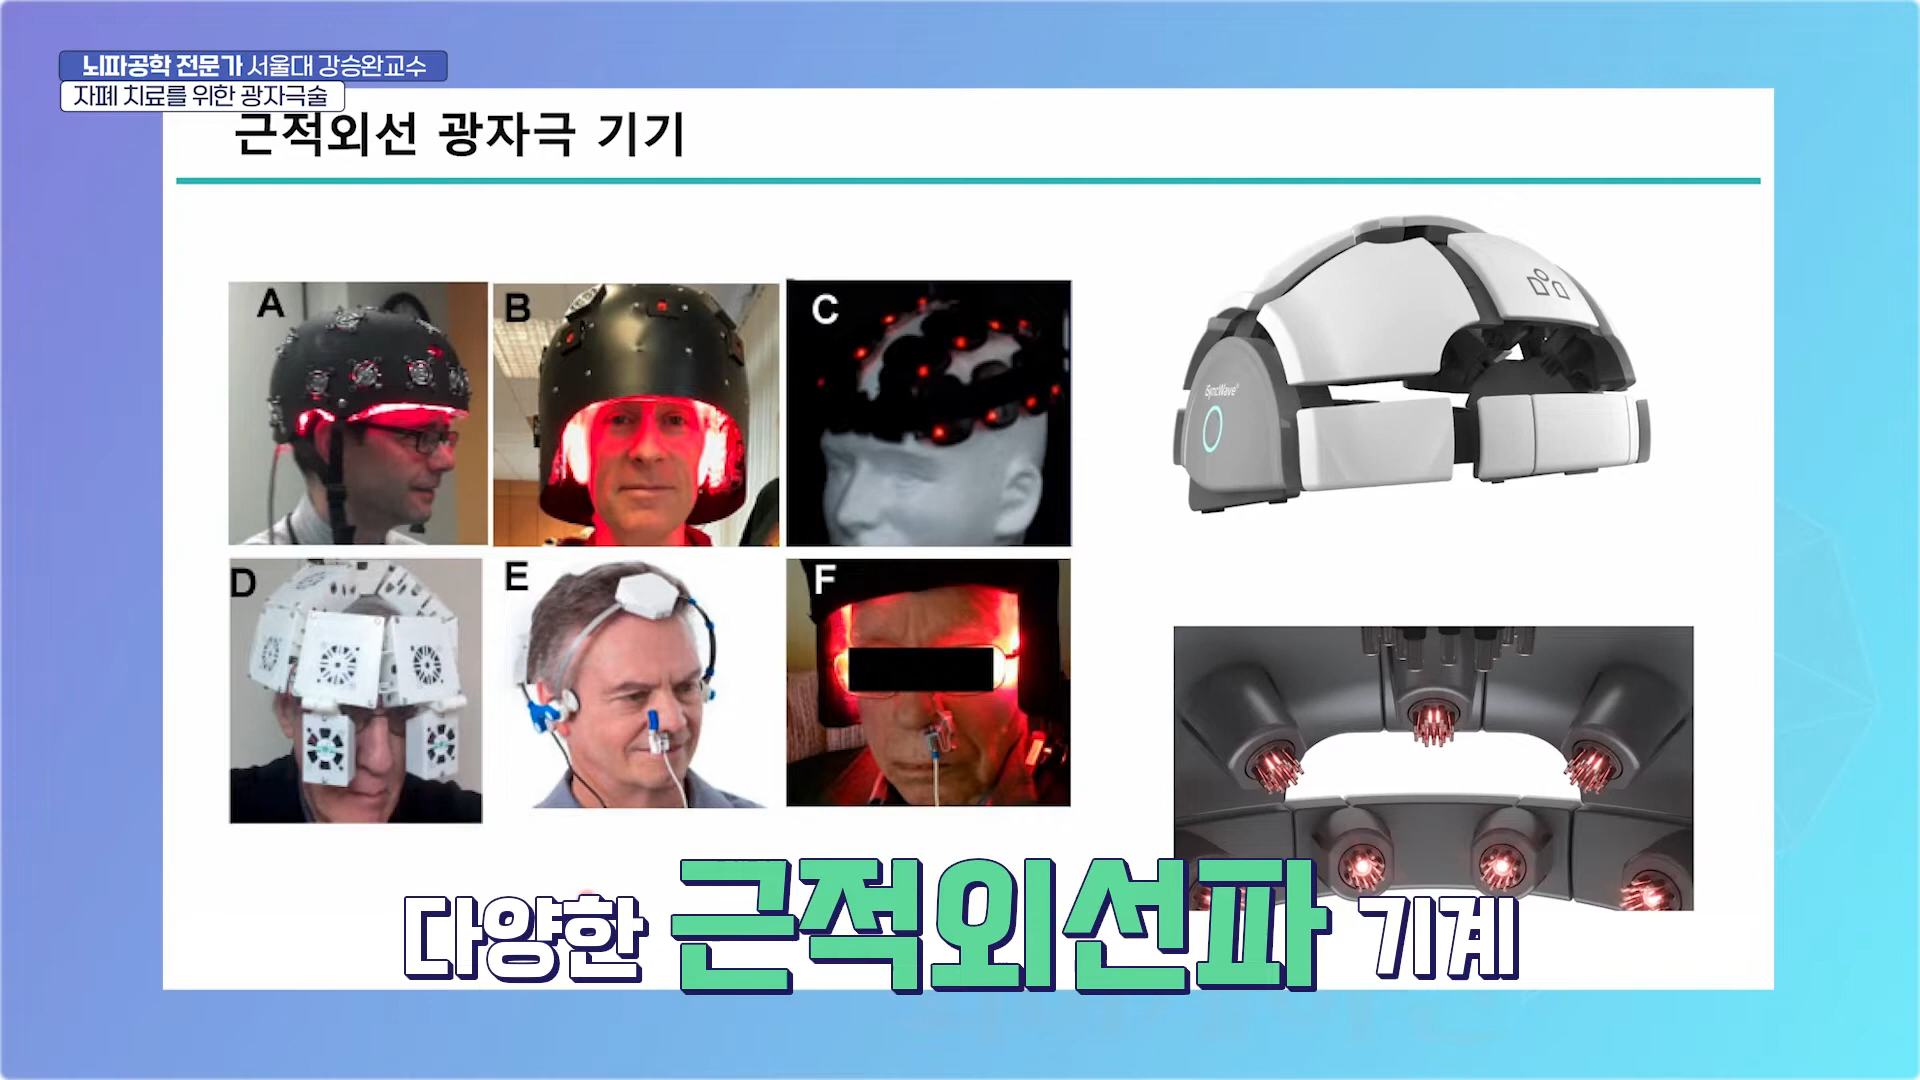 뇌파공학 전문가 서울대 강승완교수
자폐 치료를 위한 광자극술
근적외선 광자극 기기
A
B
C
D
E
F
iSyncWave
다양한 근적외선파 기계